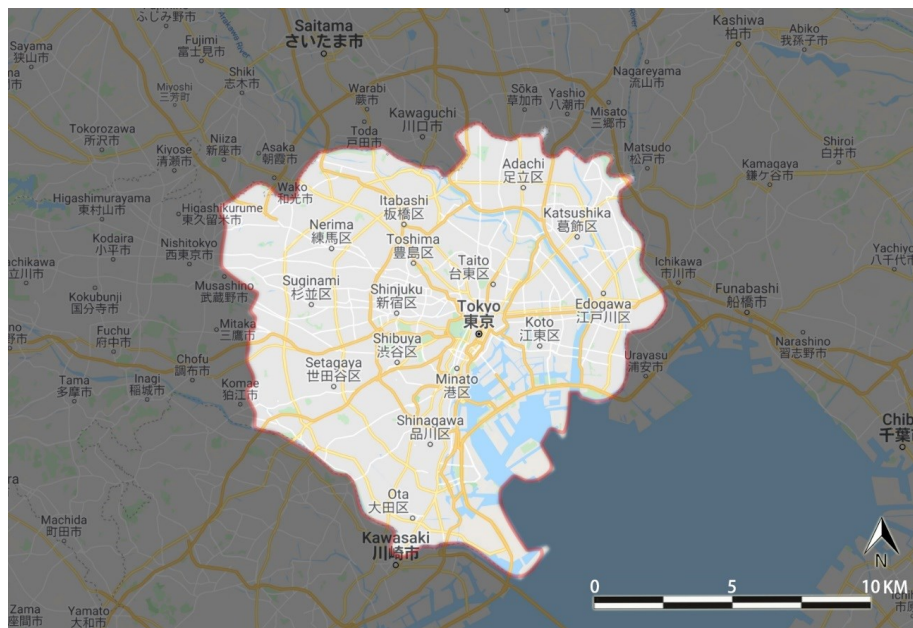 ふじみ野市
Saitama
さいたま市
Kashiwa
柏市
Abiko
我孫子市
Sayama
狭山市
Fujimi
富士見市
Shiki
志木市
Miyoshi
三芳町
Warabi
蕨市
Kawaguchi
川口市
Sōka
草加市
Yashio
八潮市
Nagareyama
流山市
Misato
三郷市
Toda
戸田市
Tokorozawa
所沢市
Kiyose
清瀬市
Niiza
新座市
Asaka
朝霞市
Matsudo
松戸市
Shiroi
白井市
Kamagaya
鎌ケ谷市
Adachi
足立区
Wako
和光市
Higashimurayama
東村山市
Higashikurume
東久留米市
Itabashi
板橋区
Katsushika
葛飾区
Nerima
練馬区
Kodaira
小平市
Nishitokyo
西東京市
Toshima
豊島区
Taito
台東区
Yachiyo
八千代市
achikawa
立川市
Ichikawa
市川市
Musashino
武蔵野市
Suginami
杉並区
Shinjuku
新宿区
Kokubunji
国分寺市
Tokyo
東京
Edogawa
江戸川区
Funabashi
船橋市
Mitaka
三鷹市
Koto
江東区
Fuchu
府中市
no
野市
Shibuya
渋谷区
Narashino
習志野市
Chofu
調布市
Setagaya
世田谷区
Urayasu
浦安市
Tama
多摩市
Inagi
稲城市
Komae
狛江市
Minato
港区
Shinagawa
品川区
Chib
千葉
ra
Ota
大田区
Machida
町田市
Kawasaki
川崎市
N
0
5
10 KM
Zama
座間市
Yamato
大和市
Ichi
市原